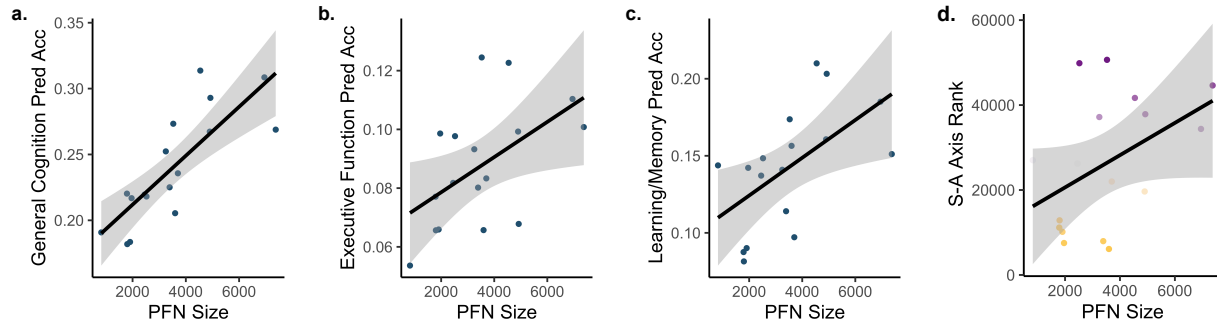 a.
General Cognition Pred Acc
0.35
0.30
0.25
0.20
2000 4000 6000
PFN Size
b.
Executive Function Pred Acc
0.12
0.10
0.08
0.06
2000 4000 6000
PFN Size
c.
Learning/Memory Pred Acc
0.20
0.15
0.10
2000 4000 6000
PFN Size
d.
S-A Axis Rank
60000
40000
20000
0
2000 4000 6000
PFN Size